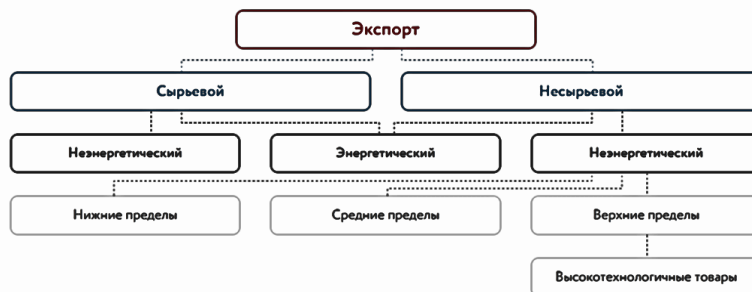 Экспорт
Сырьевой
Несырьевой
Неэнергетический
Энергетический
Неэнергетический
Нижние пределы
Средние пределы
Верхние пределы
Высокотехнологичные товары